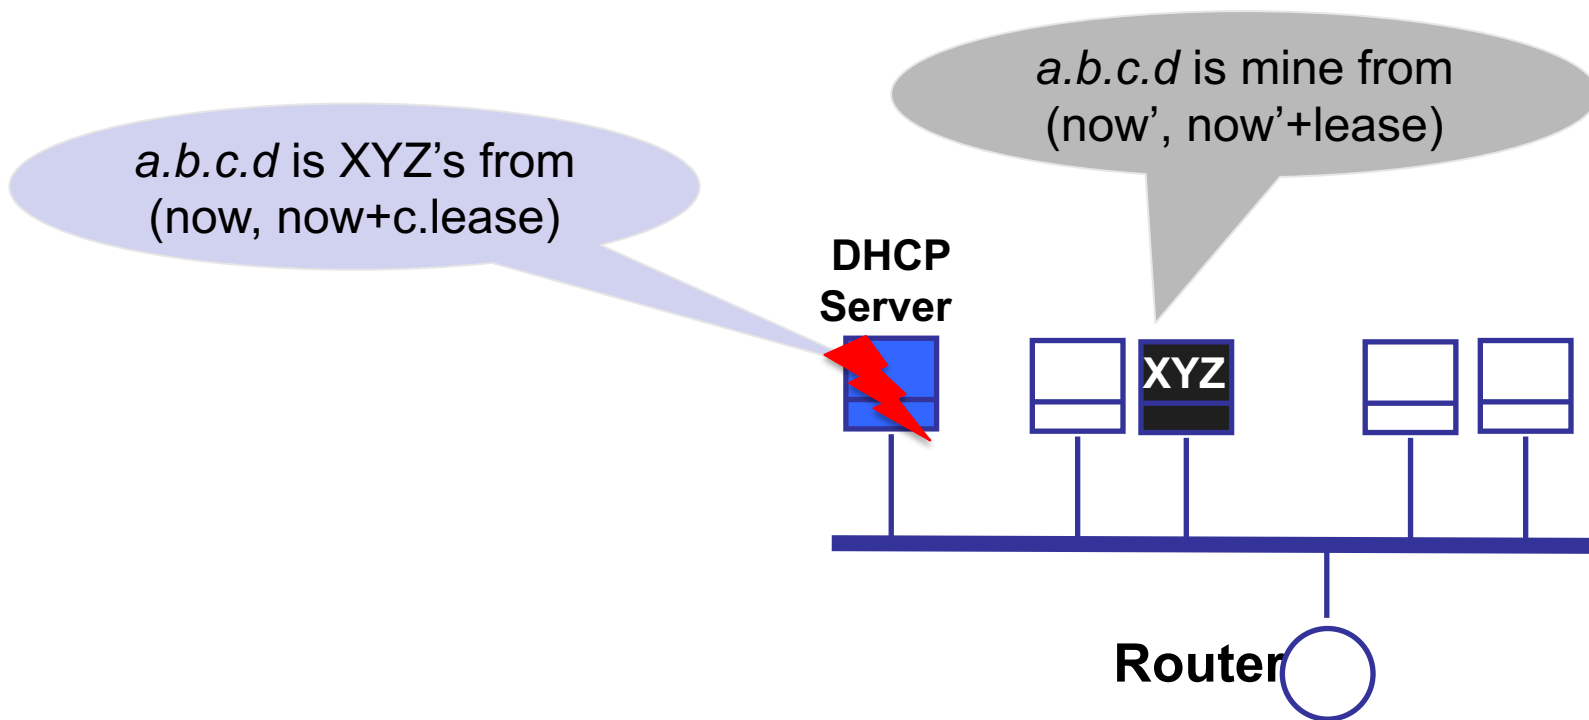 a.b.c.d is mine from
(now’, now’+lease)
a.b.c.d is XYZ’s from
(now, now+c.lease)
DHCP
Server
XYZ
Router